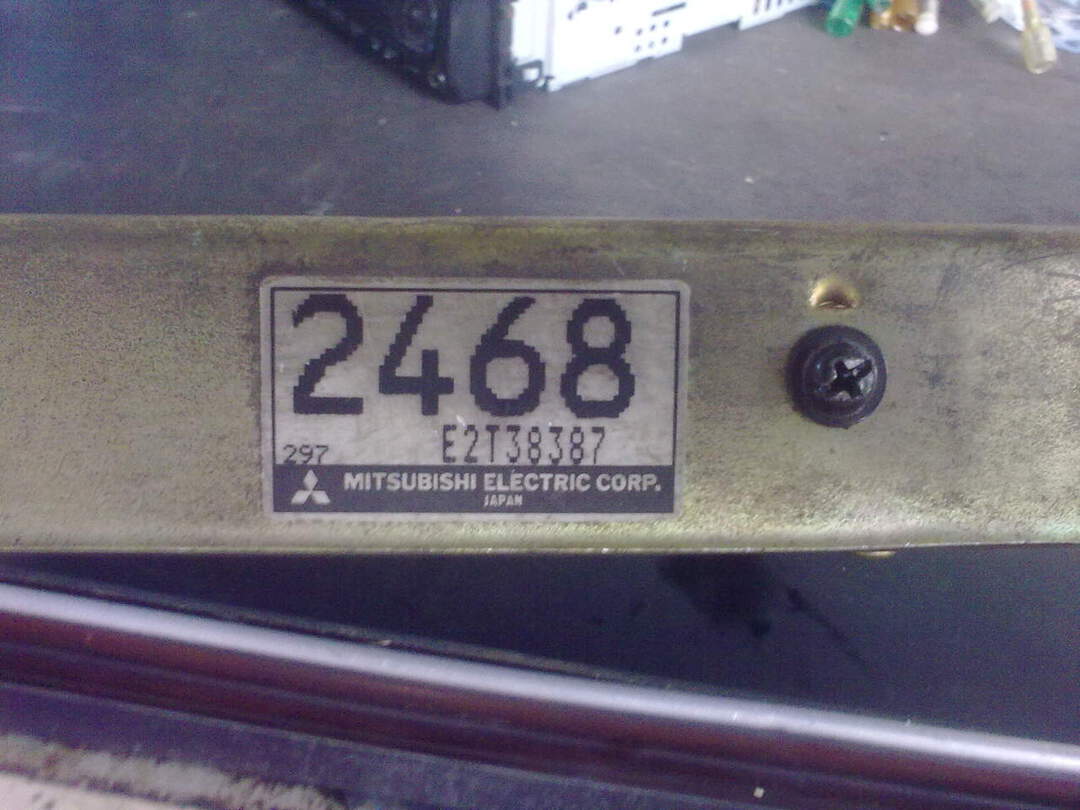 2468
E2T38387
297
MITSUBISHI ELECTRIC CORP.
JAPAN